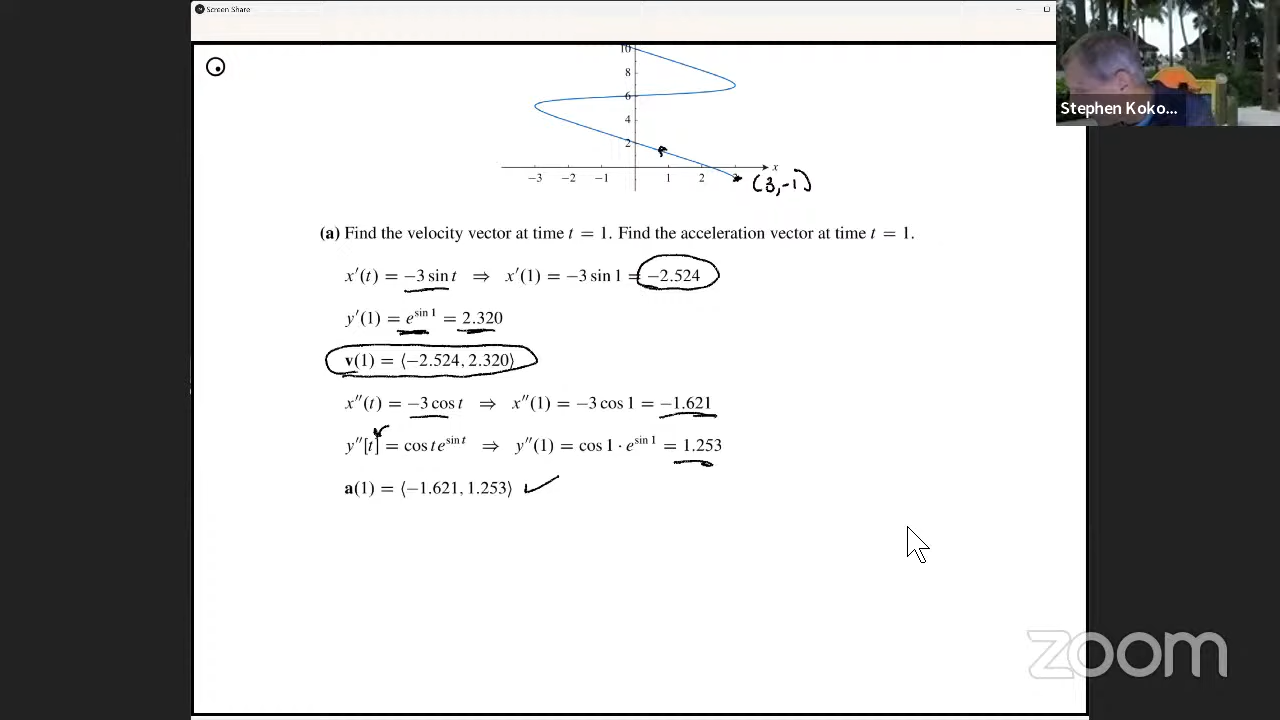 Screen Share
Stephen Koko...
10
8
6
4
2
−3 −2 −1 1 2 x
(3,-1)
(a) Find the velocity vector at time t = 1. Find the acceleration vector at time t = 1.
x′(t) = −3 sin t ⇒ x′(1) = −3 sin 1 = −2.524
y′(1) = e^{sin 1} = 2.320
v(1) = ⟨−2.524, 2.320⟩
x″(t) = −3 cos t ⇒ x″(1) = −3 cos 1 = −1.621
y″[t] = cos t e^{sin t} ⇒ y″(1) = cos 1 · e^{sin 1} = 1.253
a(1) = ⟨−1.621, 1.253⟩
zoom